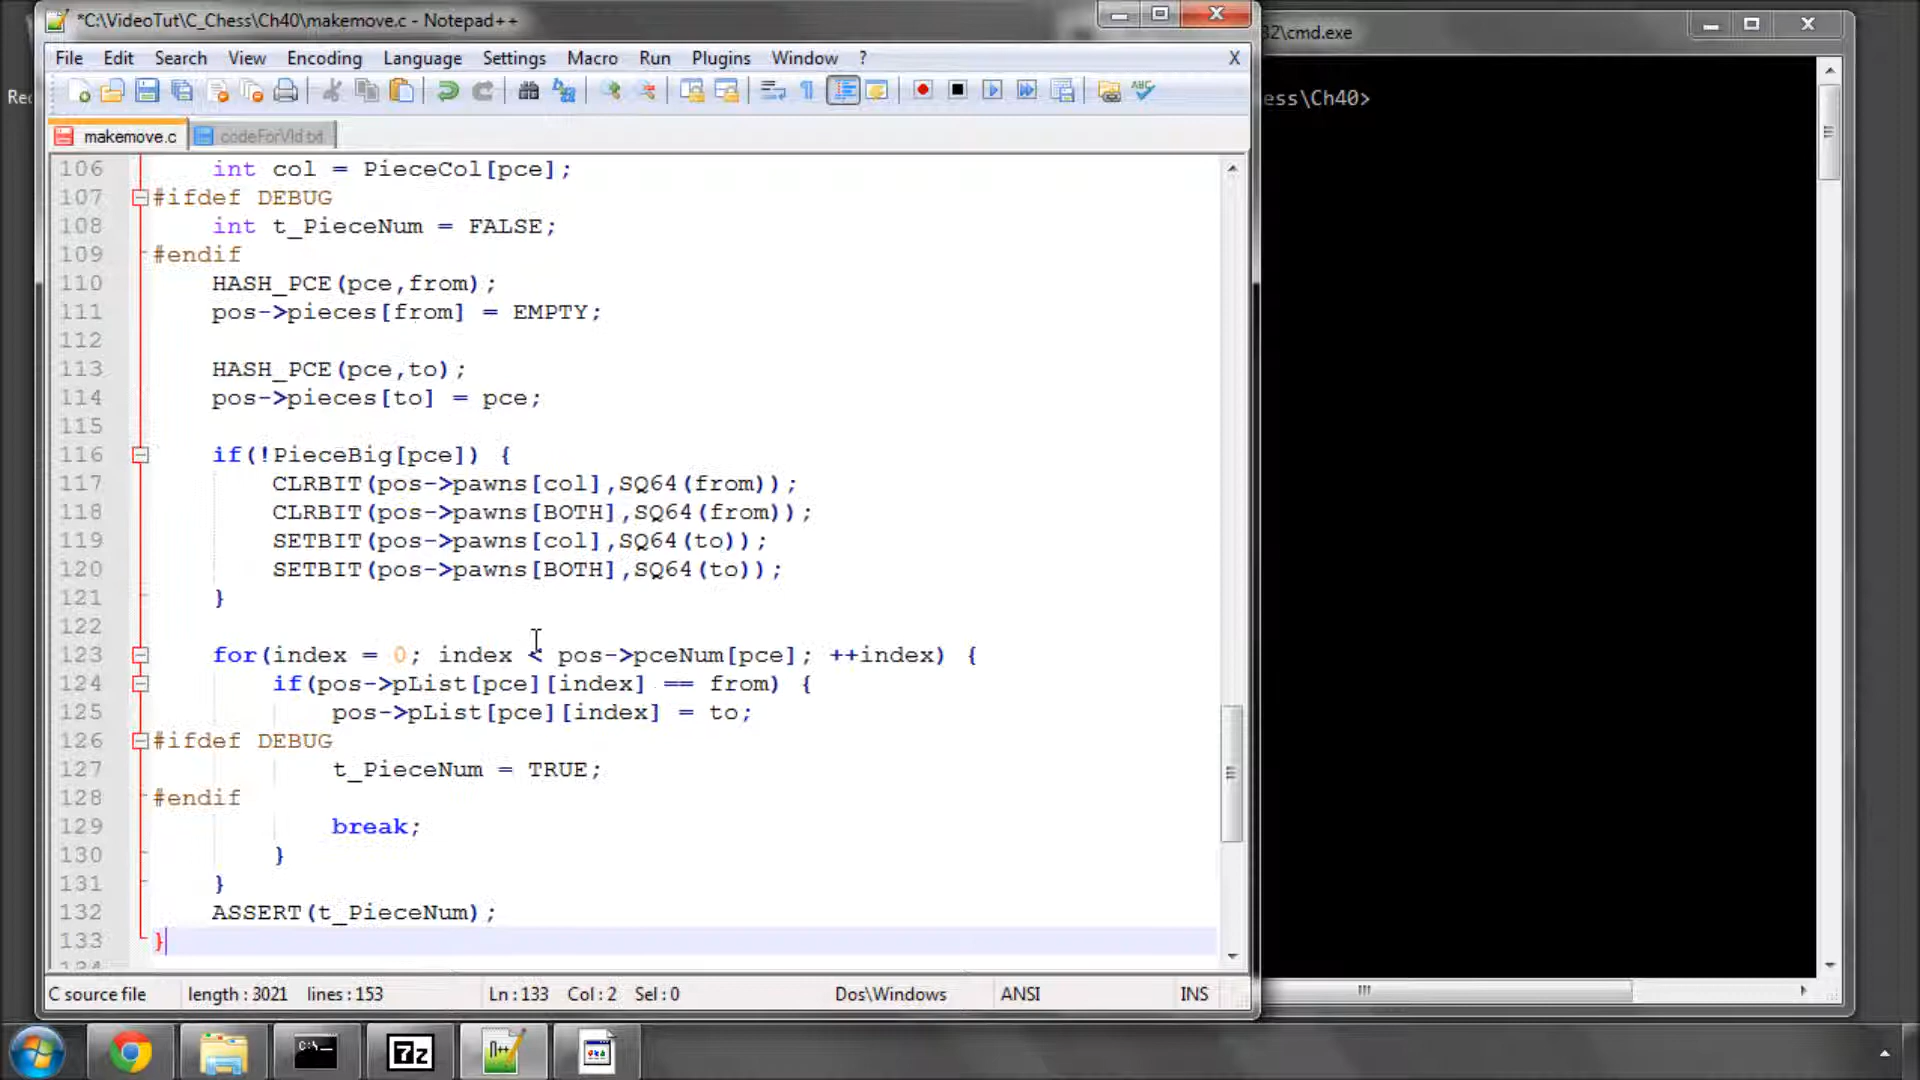 *C:\VideoTut\C_Chess\Ch40\makemove.c - Notepad++
32\cmd.exe
File Edit Search View Encoding Language Settings Macro Run Plugins Window ? X
Rec
ess\Ch40>
makemove.c codeForVid.txt
106 int col = PieceCol[pce];
107 #ifdef DEBUG
108 int t_PieceNum = FALSE;
109 #endif
110 HASH_PCE(pce,from);
111 pos->pieces[from] = EMPTY;
112
113 HASH_PCE(pce,to);
114 pos->pieces[to] = pce;
115
116 if(!PieceBig[pce]) {
117 CLRBIT(pos->pawns[col],SQ64(from));
118 CLRBIT(pos->pawns[BOTH],SQ64(from));
119 SETBIT(pos->pawns[col],SQ64(to));
120 SETBIT(pos->pawns[BOTH],SQ64(to));
121 }
122
123 for(index = 0; index < pos->pceNum[pce]; ++index) {
124 if(pos->pList[pce][index] == from) {
125 pos->pList[pce][index] = to;
126 #ifdef DEBUG
127 t_PieceNum = TRUE;
128 #endif
129 break;
130 }
131 }
132 ASSERT(t_PieceNum);
133 }
134
C source file length : 3021 lines : 153 Ln : 133 Col : 2 Sel : 0 Dos\Windows ANSI INS
C:\_
7z
N++